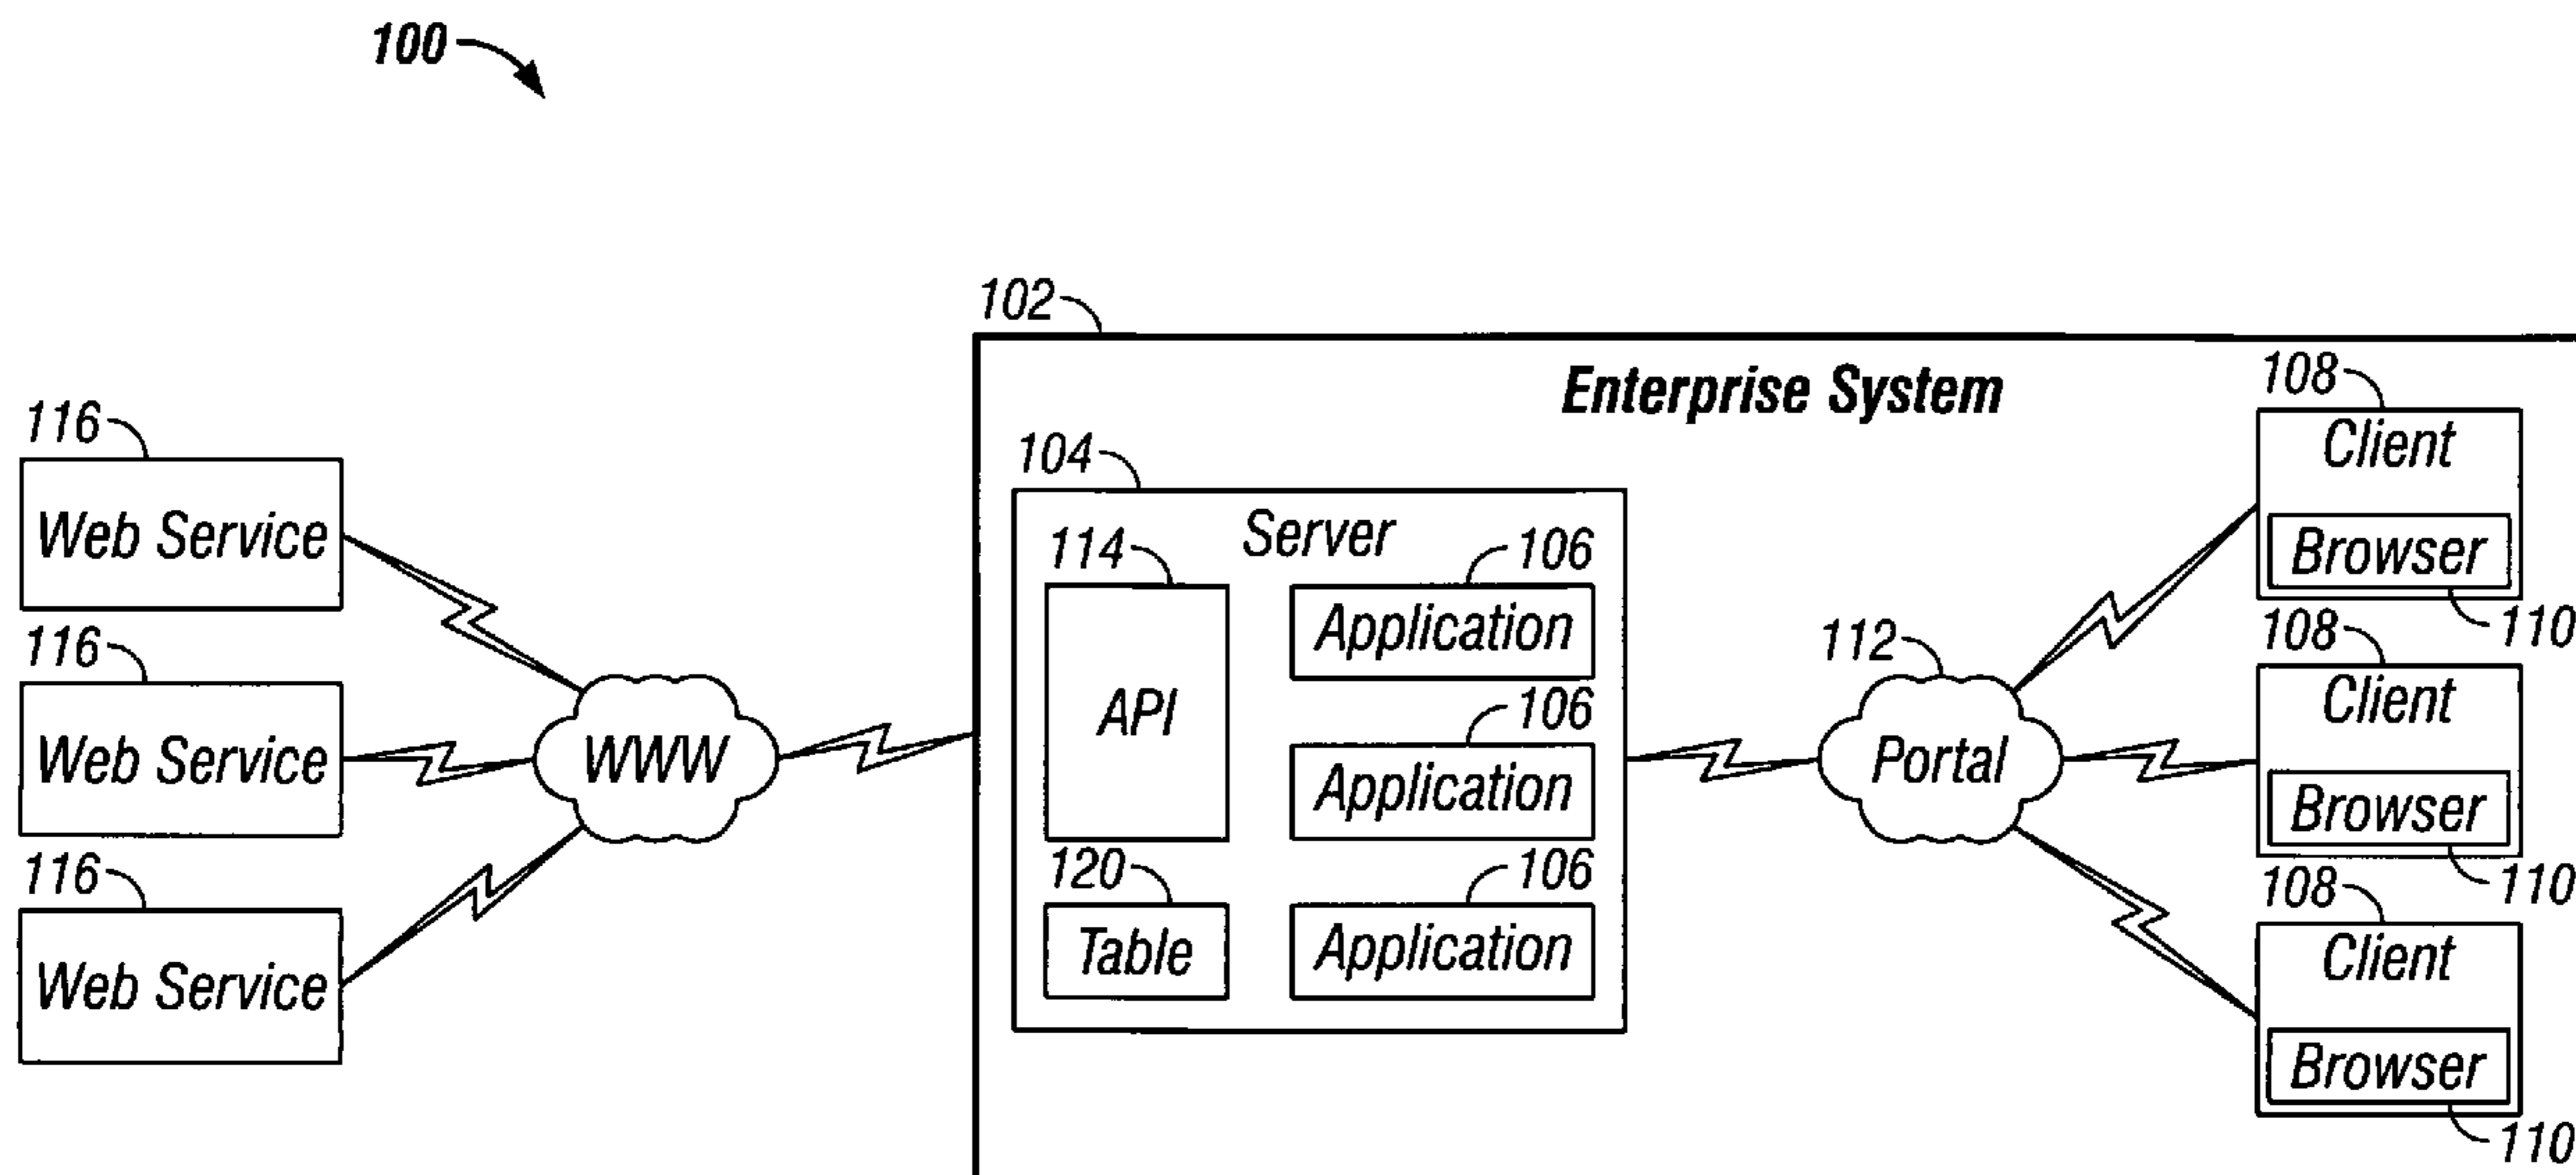 100
102
Enterprise System
108
Client
116
104
Web Service
Server
Browser
114
106
110
Application
116
112
108
API
106
Client
Web Service
WWW
Application
Portal
Browser
116
120
106
110
108
Table
Application
Client
Web Service
Browser
110